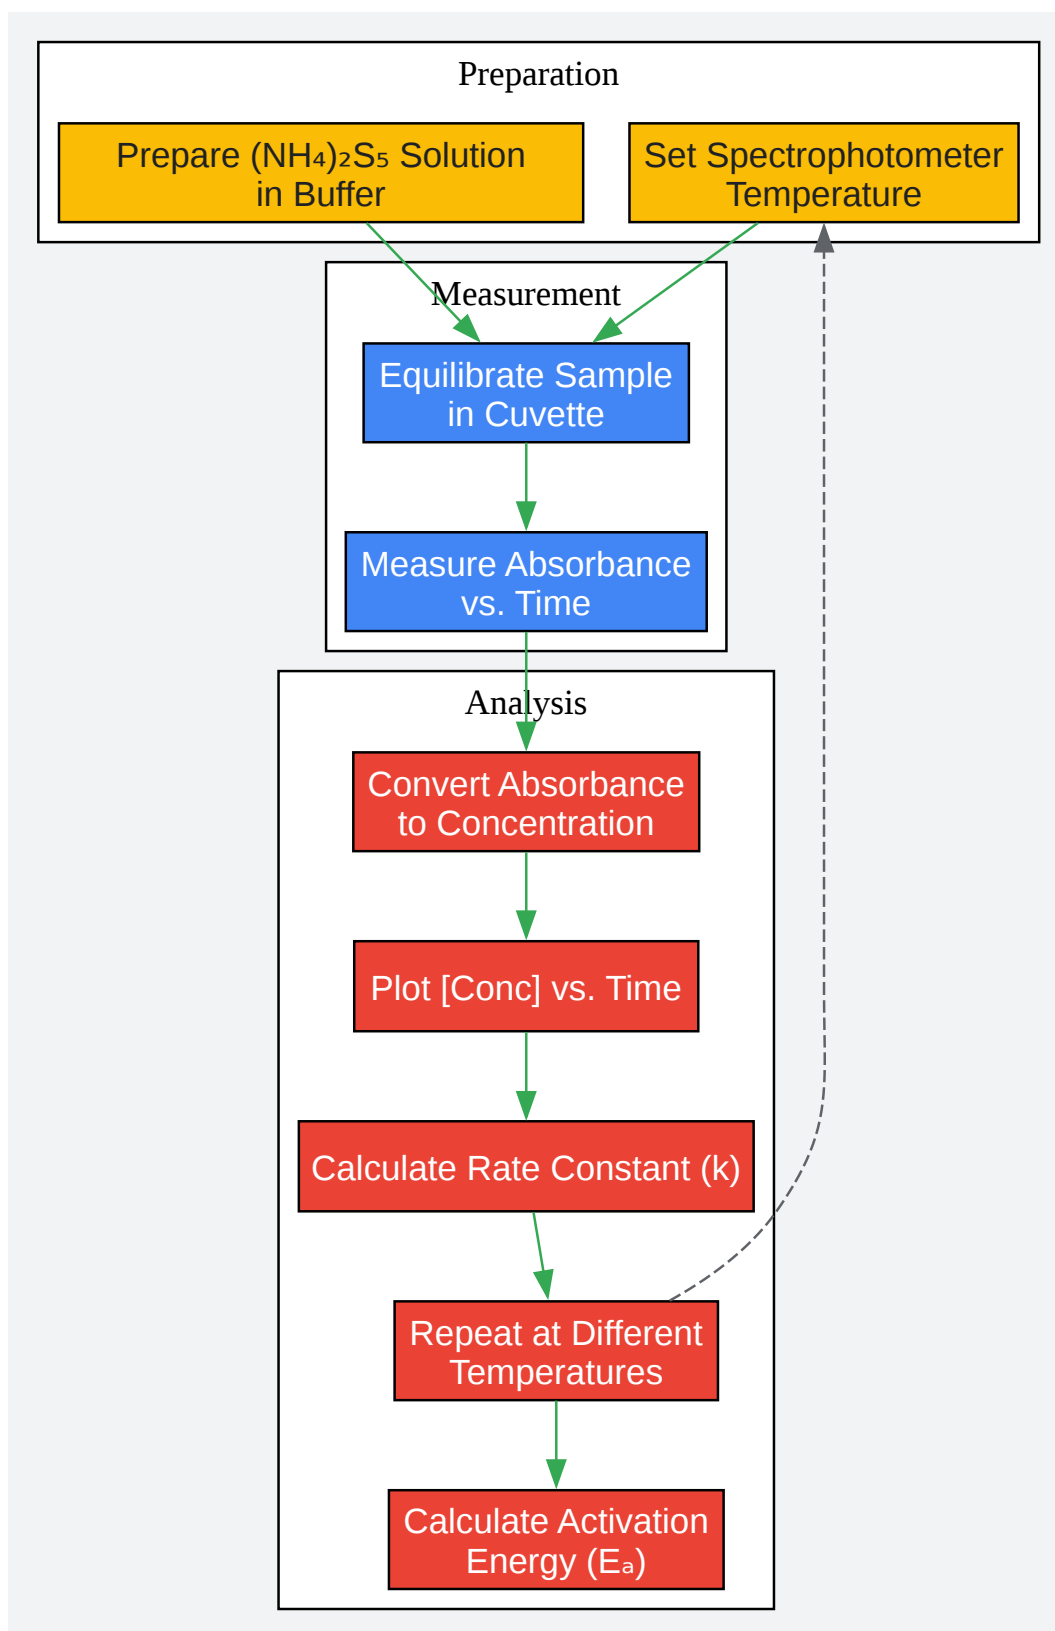 Preparation
Prepare (NH₄)₂S₅ Solution
in Buffer
Set Spectrophotometer
Temperature
Measurement
Equilibrate Sample
in Cuvette
Measure Absorbance
vs. Time
Analysis
Convert Absorbance
to Concentration
Plot [Conc] vs. Time
Calculate Rate Constant (k)
Repeat at Different
Temperatures
Calculate Activation
Energy (Eₐ)